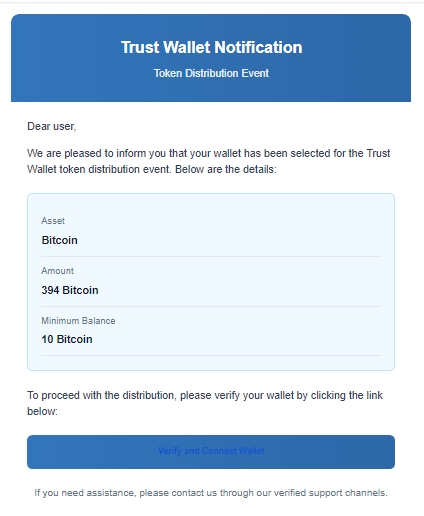 Trust Wallet Notification
Token Distribution Event
Dear user,
We are pleased to inform you that your wallet has been selected for the Trust
Wallet token distribution event. Below are the details:
Asset
Bitcoin
Amount
394 Bitcoin
Minimum Balance
10 Bitcoin
To proceed with the distribution, please verify your wallet by clicking the link
below:
Verify and Connect Wallet
If you need assistance, please contact us through our verified support channels.